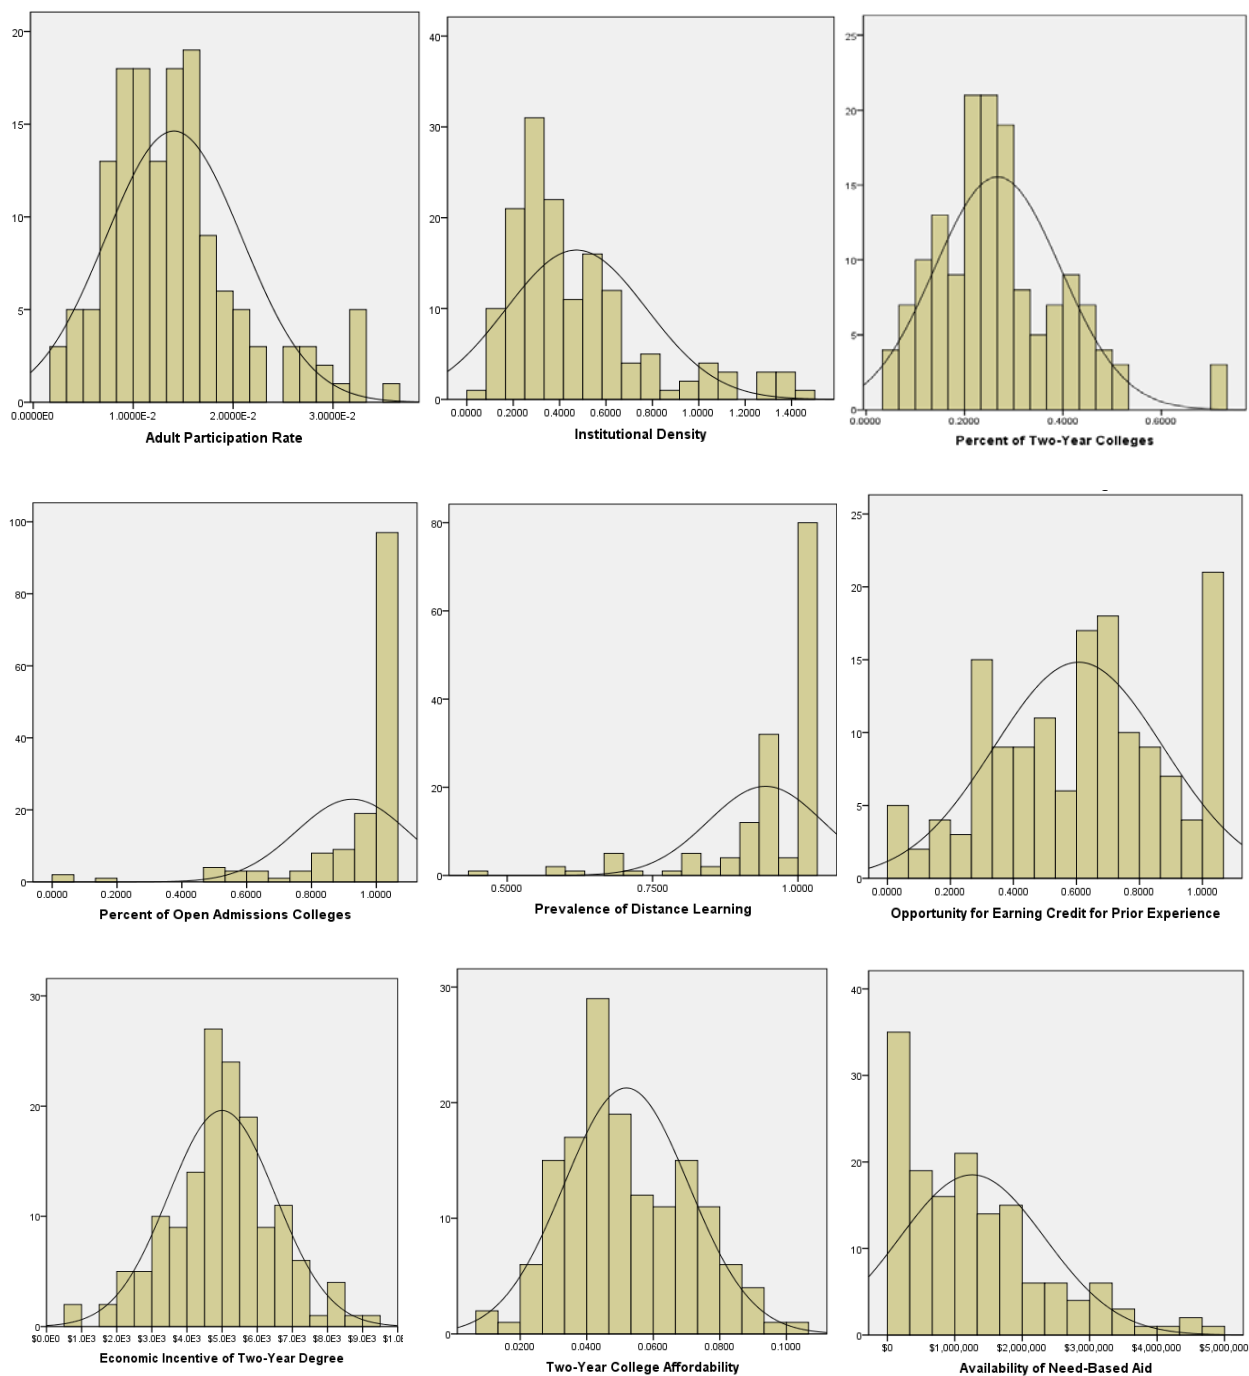 20
15
10
5
0
0.0000E0 1.0000E-2 2.0000E-2 3.0000E-2
Adult Participation Rate
40
30
20
10
0
0.0000 0.2000 0.4000 0.6000 0.8000 1.0000 1.2000 1.4000
Institutional Density
25
20
15
10
5
0
0.0000 0.2000 0.4000 0.6000
Percent of Two-Year Colleges
100
80
60
40
20
0
0.0000 0.2000 0.4000 0.6000 0.8000 1.0000
Percent of Open Admissions Colleges
80
60
40
20
0
0.5000 0.7500 1.0000
Prevalence of Distance Learning
25
20
15
10
5
0
0.0000 0.2000 0.4000 0.6000 0.8000 1.0000
Opportunity for Earning Credit for Prior Experience
30
20
10
0
$0.0E0 $1.0E3 $2.0E3 $3.0E3 $4.0E3 $5.0E3 $6.0E3 $7.0E3 $8.0E3 $9.0E3 $1.0
Economic Incentive of Two-Year Degree
30
20
10
0
0.0200 0.0400 0.0600 0.0800 0.1000
Two-Year College Affordability
40
30
20
10
0
$0 $1,000,000 $2,000,000 $3,000,000 $4,000,000 $5,000,000
Availability of Need-Based Aid